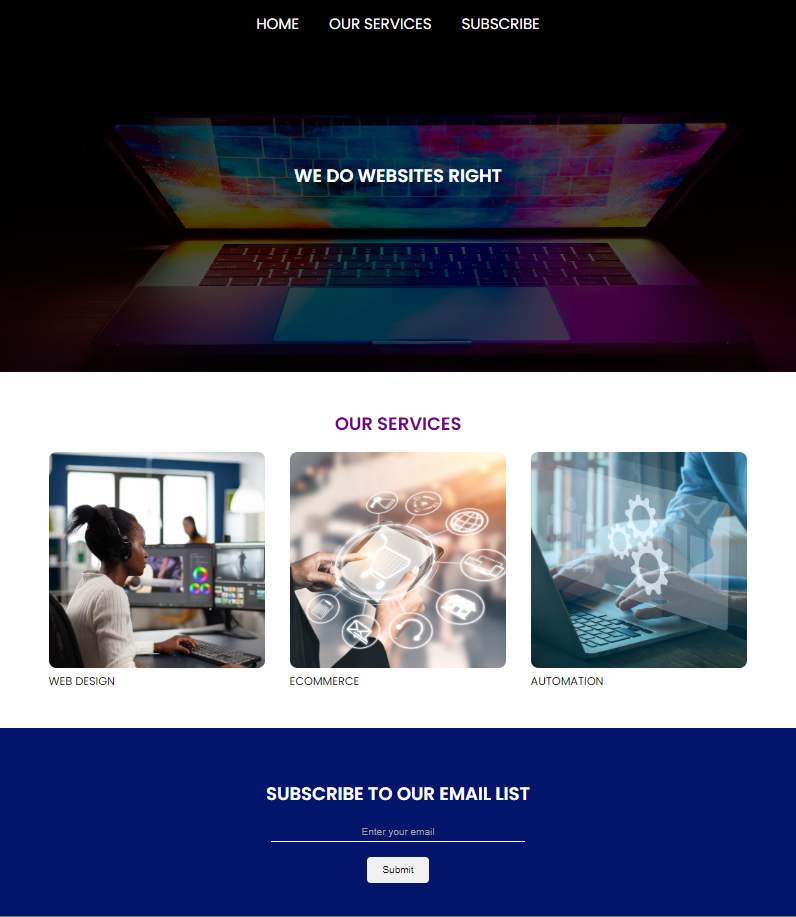 HOME OUR SERVICES SUBSCRIBE
WE DO WEBSITES RIGHT
OUR SERVICES
WEB DESIGN ECOMMERCE AUTOMATION
SUBSCRIBE TO OUR EMAIL LIST
Enter your email
Submit